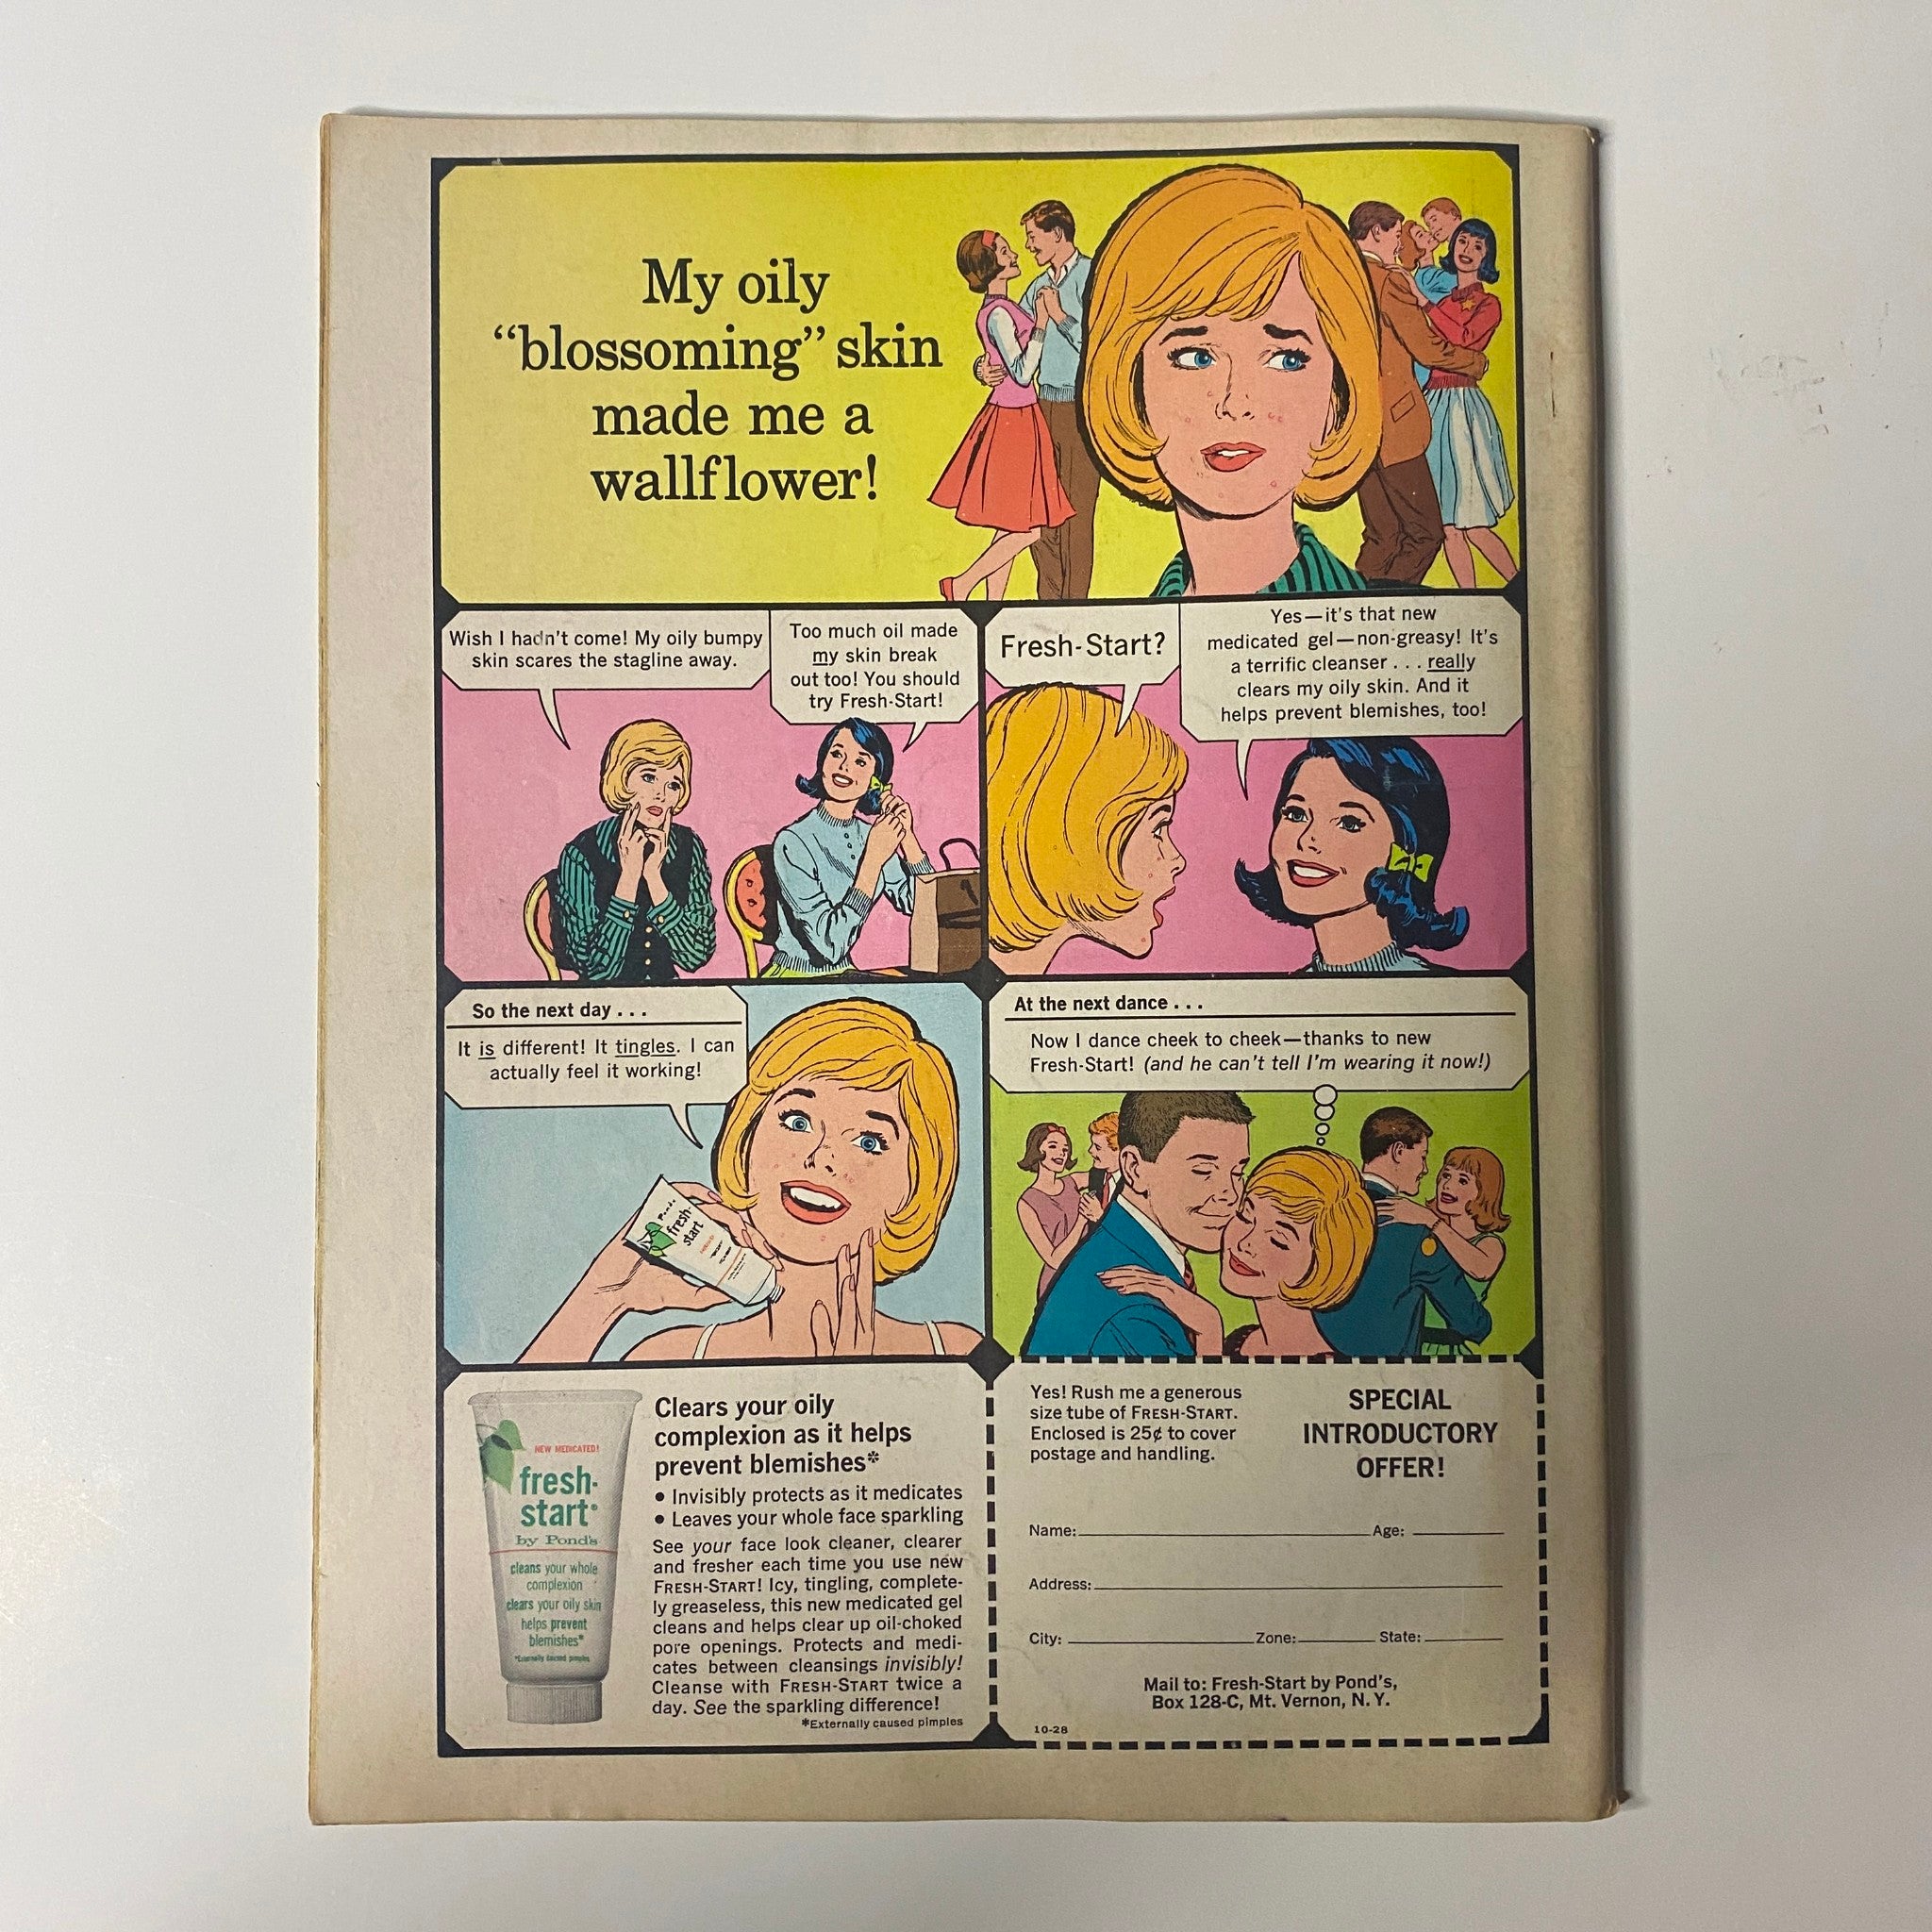 My oily
“blossoming” skin
made me a
wallflower!
Wish I hadn't come! My oily bumpy
skin scares the stagline away.
Too much oil made
my skin break
out too! You should
try Fresh-Start!
Fresh-Start?
Yes—it's that new
medicated gel—non-greasy! It's
a terrific cleanser . . . really
clears my oily skin. And it
helps prevent blemishes, too!
So the next day . . .
It is different! It tingles. I can
actually feel it working!
Pond's
fresh-
start
At the next dance . . .
Now I dance cheek to cheek—thanks to new
Fresh-Start! (and he can't tell I'm wearing it now!)
NEW MEDICATED!
fresh-
start
by Pond's
cleans your whole
complexion
clears your oily skin
helps prevent
blemishes*
*Externally caused pimples
Clears your oily
complexion as it helps
prevent blemishes*
• Invisibly protects as it medicates
• Leaves your whole face sparkling
See your face look cleaner, clearer
and fresher each time you use new
FRESH-START! Icy, tingling, complete-
ly greaseless, this new medicated gel
cleans and helps clear up oil-choked
pore openings. Protects and medi-
cates between cleansings invisibly!
Cleanse with FRESH-START twice a
day. See the sparkling difference!
*Externally caused pimples
Yes! Rush me a generous
size tube of FRESH-START.
Enclosed is 25¢ to cover
postage and handling.
SPECIAL
INTRODUCTORY
OFFER!
Name: Age:
Address:
City: Zone: State:
Mail to: Fresh-Start by Pond's,
Box 128-C, Mt. Vernon, N. Y.
10-28